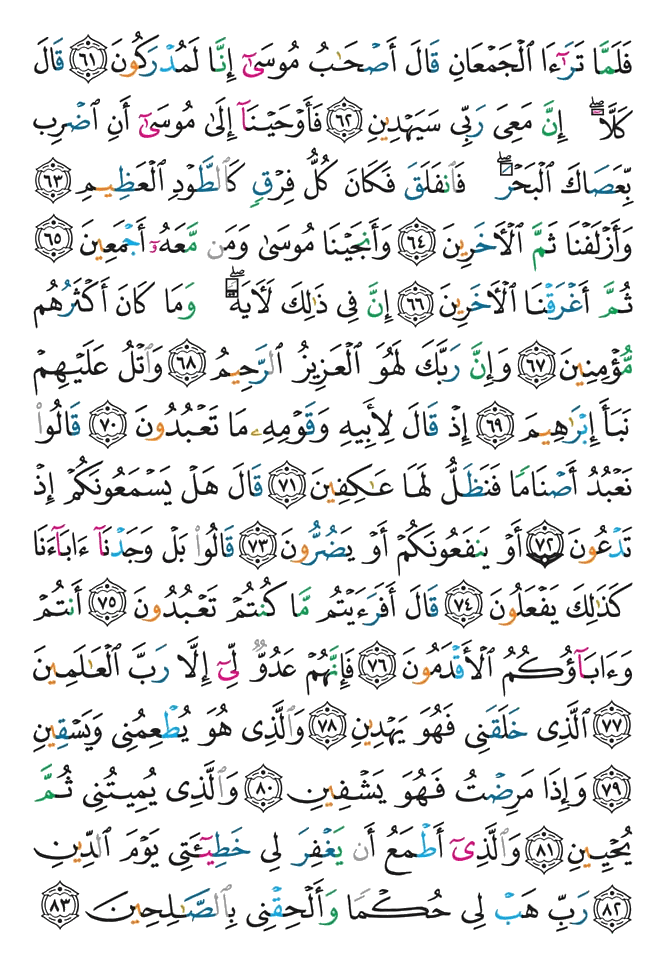 فَلَمَّا تَرَٰٓءَا ٱلْجَمْعَانِ قَالَ أَصْحَٰبُ مُوسَىٰٓ إِنَّا لَمُدْرَكُونَ ﴿٦١﴾ قَالَ
كَلَّآ ۖ إِنَّ مَعِىَ رَبِّى سَيَهْدِينِ ﴿٦٢﴾ فَأَوْحَيْنَآ إِلَىٰ مُوسَىٰٓ أَنِ ٱضْرِب
بِّعَصَاكَ ٱلْبَحْرَ ۖ فَٱنفَلَقَ فَكَانَ كُلُّ فِرْقٍ كَٱلطَّوْدِ ٱلْعَظِيمِ ﴿٦٣﴾
وَأَزْلَفْنَا ثَمَّ ٱلْأَخَرِينَ ﴿٦٤﴾ وَأَنجَيْنَا مُوسَىٰ وَمَن مَّعَهُۥٓ أَجْمَعِينَ ﴿٦٥﴾
ثُمَّ أَغْرَقْنَا ٱلْأَخَرِينَ ﴿٦٦﴾ إِنَّ فِى ذَٰلِكَ لَأَيَةً ۖ وَمَا كَانَ أَكْثَرُهُم
مُّؤْمِنِينَ ﴿٦٧﴾ وَإِنَّ رَبَّكَ لَهُوَ ٱلْعَزِيزُ ٱلرَّحِيمُ ﴿٦٨﴾ وَٱتْلُ عَلَيْهِمْ
نَبَأَ إِبْرَٰهِيمَ ﴿٦٩﴾ إِذْ قَالَ لِأَبِيهِ وَقَوْمِهِۦ مَا تَعْبُدُونَ ﴿٧٠﴾ قَالُوا۟
نَعْبُدُ أَصْنَامًا فَنَظَلُّ لَهَا عَٰكِفِينَ ﴿٧١﴾ قَالَ هَلْ يَسْمَعُونَكُمْ إِذْ
تَدْعُونَ ﴿٧٢﴾ أَوْ يَنفَعُونَكُمْ أَوْ يَضُرُّونَ ﴿٧٣﴾ قَالُوا۟ بَلْ وَجَدْنَآ ءَابَآءَنَا
كَذَٰلِكَ يَفْعَلُونَ ﴿٧٤﴾ قَالَ أَفَرَءَيْتُم مَّا كُنتُمْ تَعْبُدُونَ ﴿٧٥﴾ أَنتُمْ
وَءَابَآؤُكُمُ ٱلْأَقْدَمُونَ ﴿٧٦﴾ فَإِنَّهُمْ عَدُوٌّ لِّىٓ إِلَّا رَبَّ ٱلْعَٰلَمِينَ
﴿٧٧﴾ ٱلَّذِى خَلَقَنِى فَهُوَ يَهْدِينِ ﴿٧٨﴾ وَٱلَّذِى هُوَ يُطْعِمُنِى وَيَسْقِينِ
﴿٧٩﴾ وَإِذَا مَرِضْتُ فَهُوَ يَشْفِينِ ﴿٨٠﴾ وَٱلَّذِى يُمِيتُنِى ثُمَّ
يُحْيِينِ ﴿٨١﴾ وَٱلَّذِىٓ أَطْمَعُ أَن يَغْفِرَ لِى خَطِيٓـَٔتِى يَوْمَ ٱلدِّينِ
﴿٨٢﴾ رَبِّ هَبْ لِى حُكْمًا وَأَلْحِقْنِى بِٱلصَّٰلِحِينَ ﴿٨٣﴾